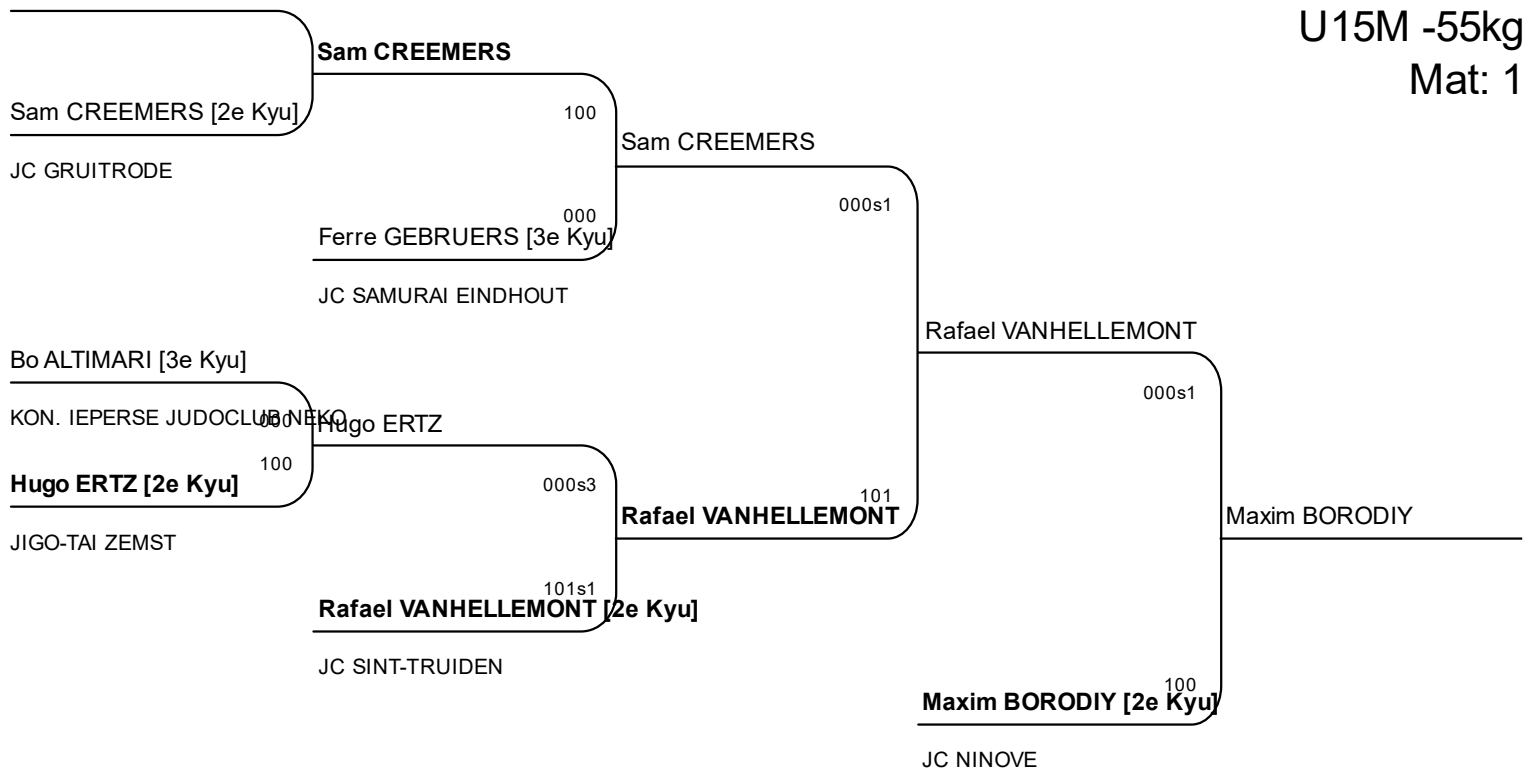 U15M -55kg
Mat: 1
Sam CREEMERS
Sam CREEMERS [2e Kyu]
100
Sam CREEMERS
JC GRUITRODE
000s1
000
Ferre GEBRUERS [3e Kyu]
JC SAMURAI EINDHOUT
Rafael VANHELLEMONT
Bo ALTIMARI [3e Kyu]
000s1
KON. IEPERSE JUDOCLUB NEKO
000
Hugo ERTZ
100
Hugo ERTZ [2e Kyu]
000s3
101
Rafael VANHELLEMONT
Maxim BORODIY
JIGO-TAI ZEMST
101s1
Rafael VANHELLEMONT [2e Kyu]
JC SINT-TRUIDEN
100
Maxim BORODIY [2e Kyu]
JC NINOVE